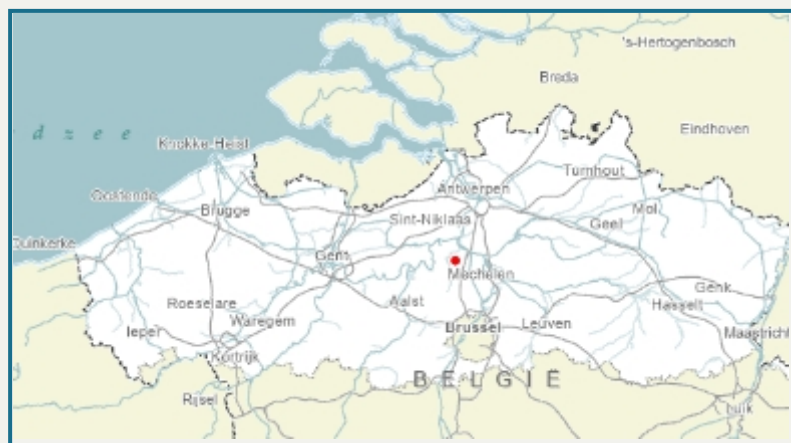 's-Hertogenbosch
Breda
d z e e
Eindhoven
Knokke-Heist
Turnhout
Antwerpen
Oostende
Mol
Brugge
Sint-Niklaas
Geel
Duinkerke
Gent
Mechelen
Genk
Roeselare
Aalst
Hasselt
Waregem
Ieper
Brussel
Leuven
Maastricht
Kortrijk
BELGIË
Rijsel
Luik